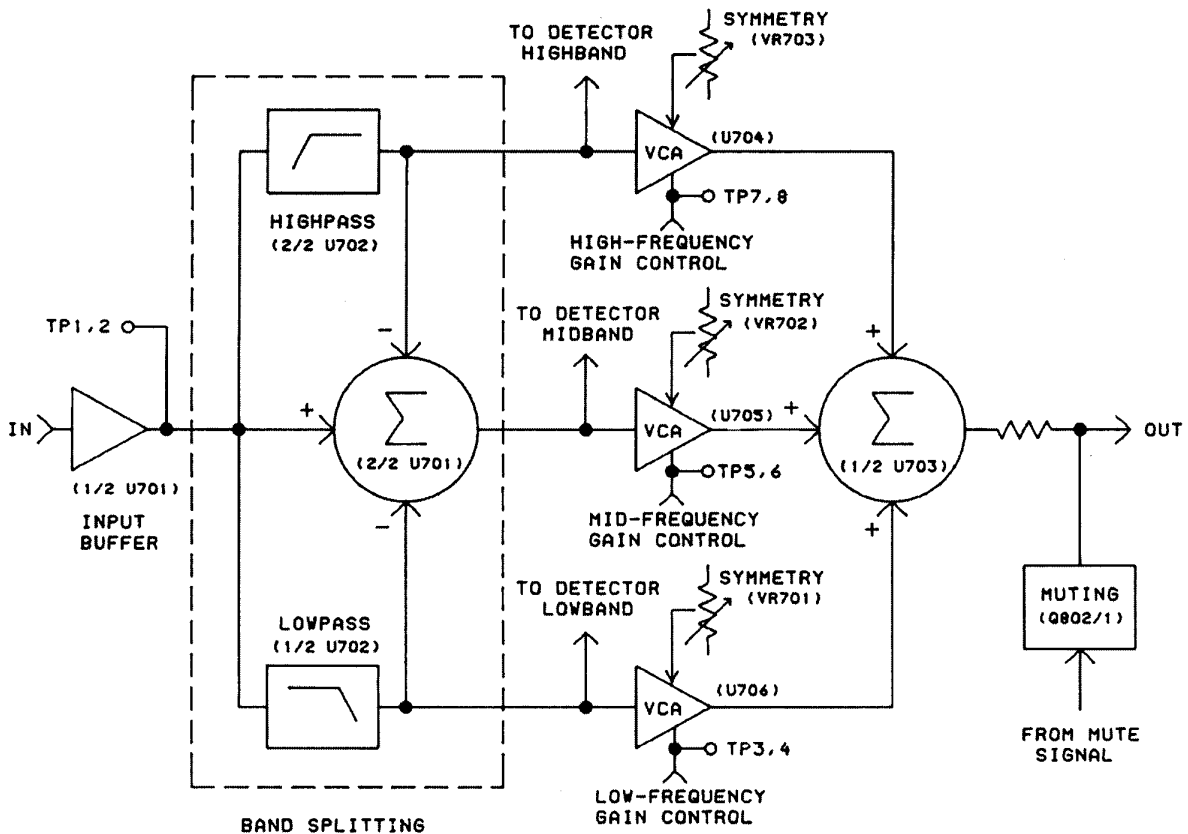 TO DETECTOR
HIGHBAND
SYMMETRY
(VR703)
VCA
(U704)
TP7,8
HIGH-FREQUENCY
GAIN CONTROL
HIGHPASS
(2/2 U702)
TP1,2
IN
(1/2 U701)
INPUT
BUFFER
-
+
Σ
(2/2 U701)
-
TO DETECTOR
MIDBAND
SYMMETRY
(VR702)
VCA
(U705)
TP5,6
MID-FREQUENCY
GAIN CONTROL
+
+
Σ
(1/2 U703)
+
OUT
LOWPASS
(1/2 U702)
TO DETECTOR
LOWBAND
SYMMETRY
(VR701)
VCA
(U706)
TP3,4
LOW-FREQUENCY
GAIN CONTROL
MUTING
(Q802/1)
FROM MUTE
SIGNAL
BAND SPLITTING